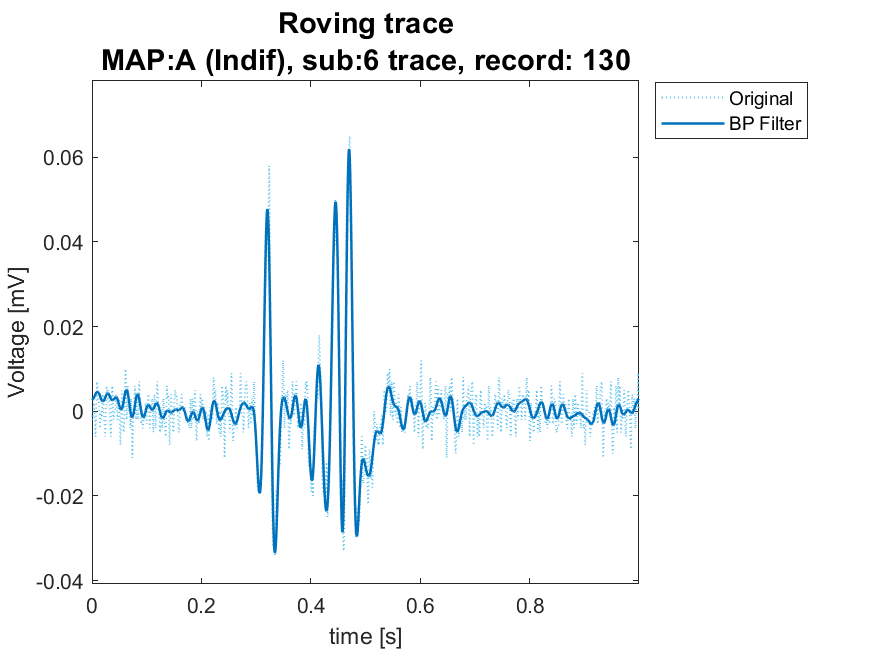 Roving trace
MAP:A (Indif), sub:6 trace, record: 130
Original
BP Filter
0.06
0.04
0.02
0
-0.02
-0.04
Voltage [mV]
0 0.2 0.4 0.6 0.8
time [s]